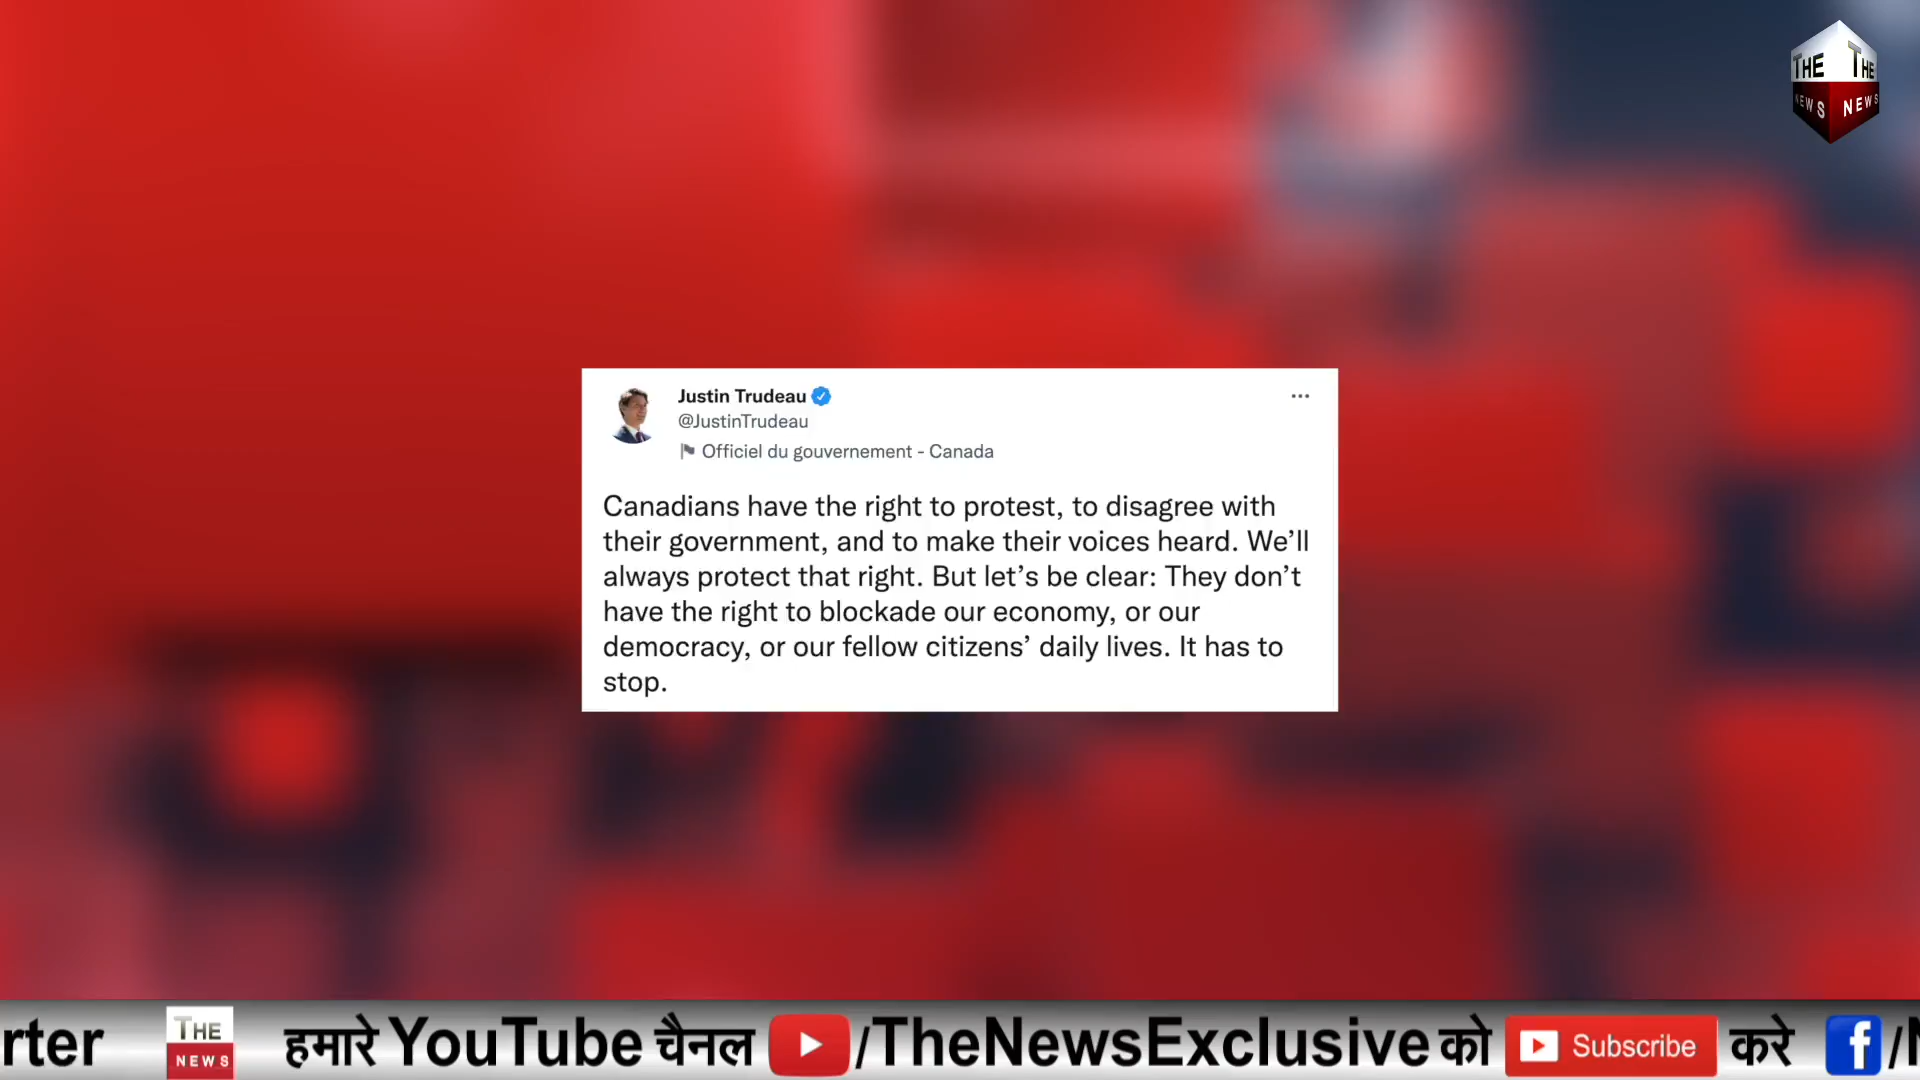 THE THE
NEWS NEWS
Justin Trudeau
@JustinTrudeau
Officiel du gouvernement - Canada
Canadians have the right to protest, to disagree with
their government, and to make their voices heard. We’ll
always protect that right. But let’s be clear: They don’t
have the right to blockade our economy, or our
democracy, or our fellow citizens’ daily lives. It has to
stop.
rter THE NEWS हमारे YouTube चैनल /TheNewsExclusive को Subscribe करे f /